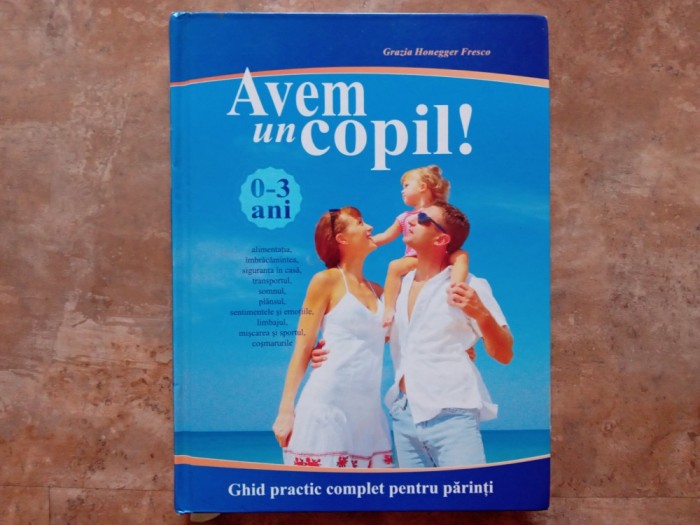 Grazia Honegger Fresco
Avem
un copil!
0-3
ani
alimentația,
îmbrăcămintea,
siguranța în casă,
transportul,
somnul,
plânsul,
sentimentele și emoțiile,
limbajul,
mișcarea și sportul,
coșmarurile
Ghid practic complet pentru părinți